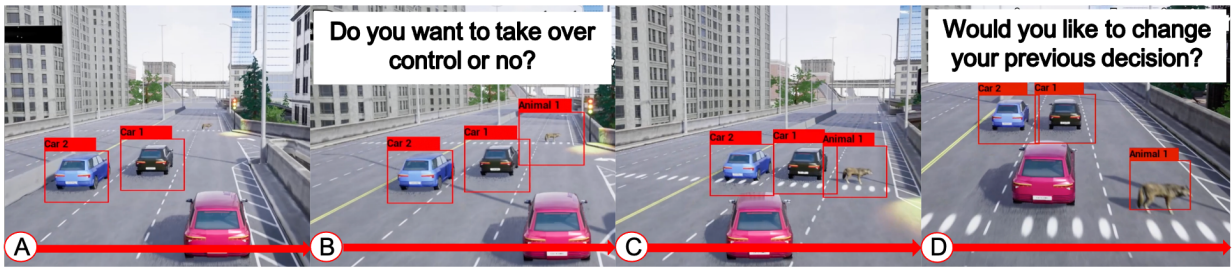 Car 2
Car 1
A
Do you want to take over
control or no?
Animal 1
Car 1
Car 2
B
Car 2
Car 1
Animal 1
C
Would you like to change
your previous decision?
Car 2
Car 1
Animal 1
D